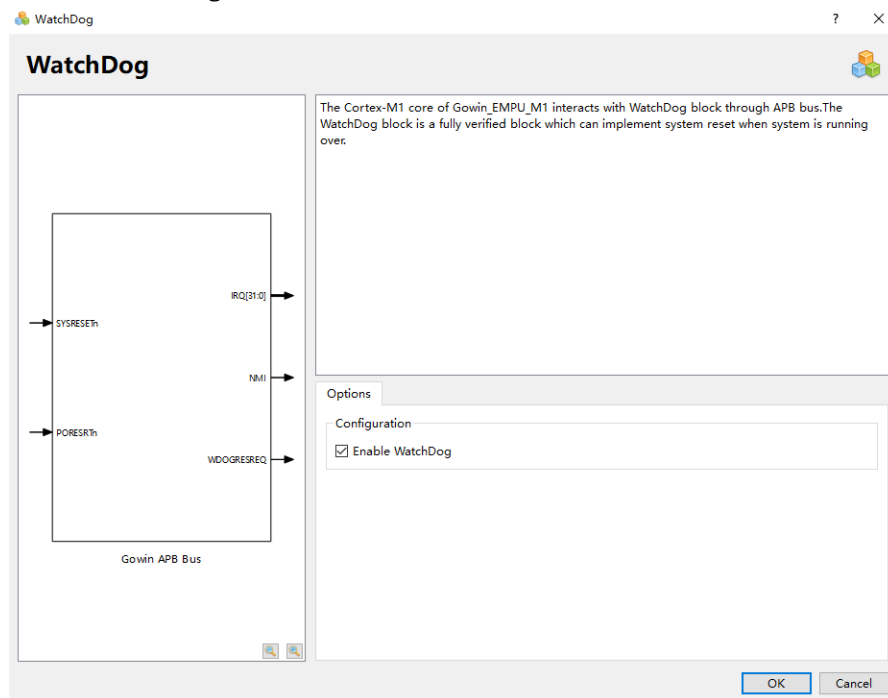 WatchDog
?
WatchDog
The Cortex-M1 core of Gowin_EMPU_M1 interacts with WatchDog block through APB bus.The
WatchDog block is a fully verified block which can implement system reset when system is running
over.
IRQ[31:0]
SYSRESETn
NMI
PORESRTn
WDOGRESREQ
Gowin APB Bus
Options
Configuration
Enable WatchDog
OK
Cancel